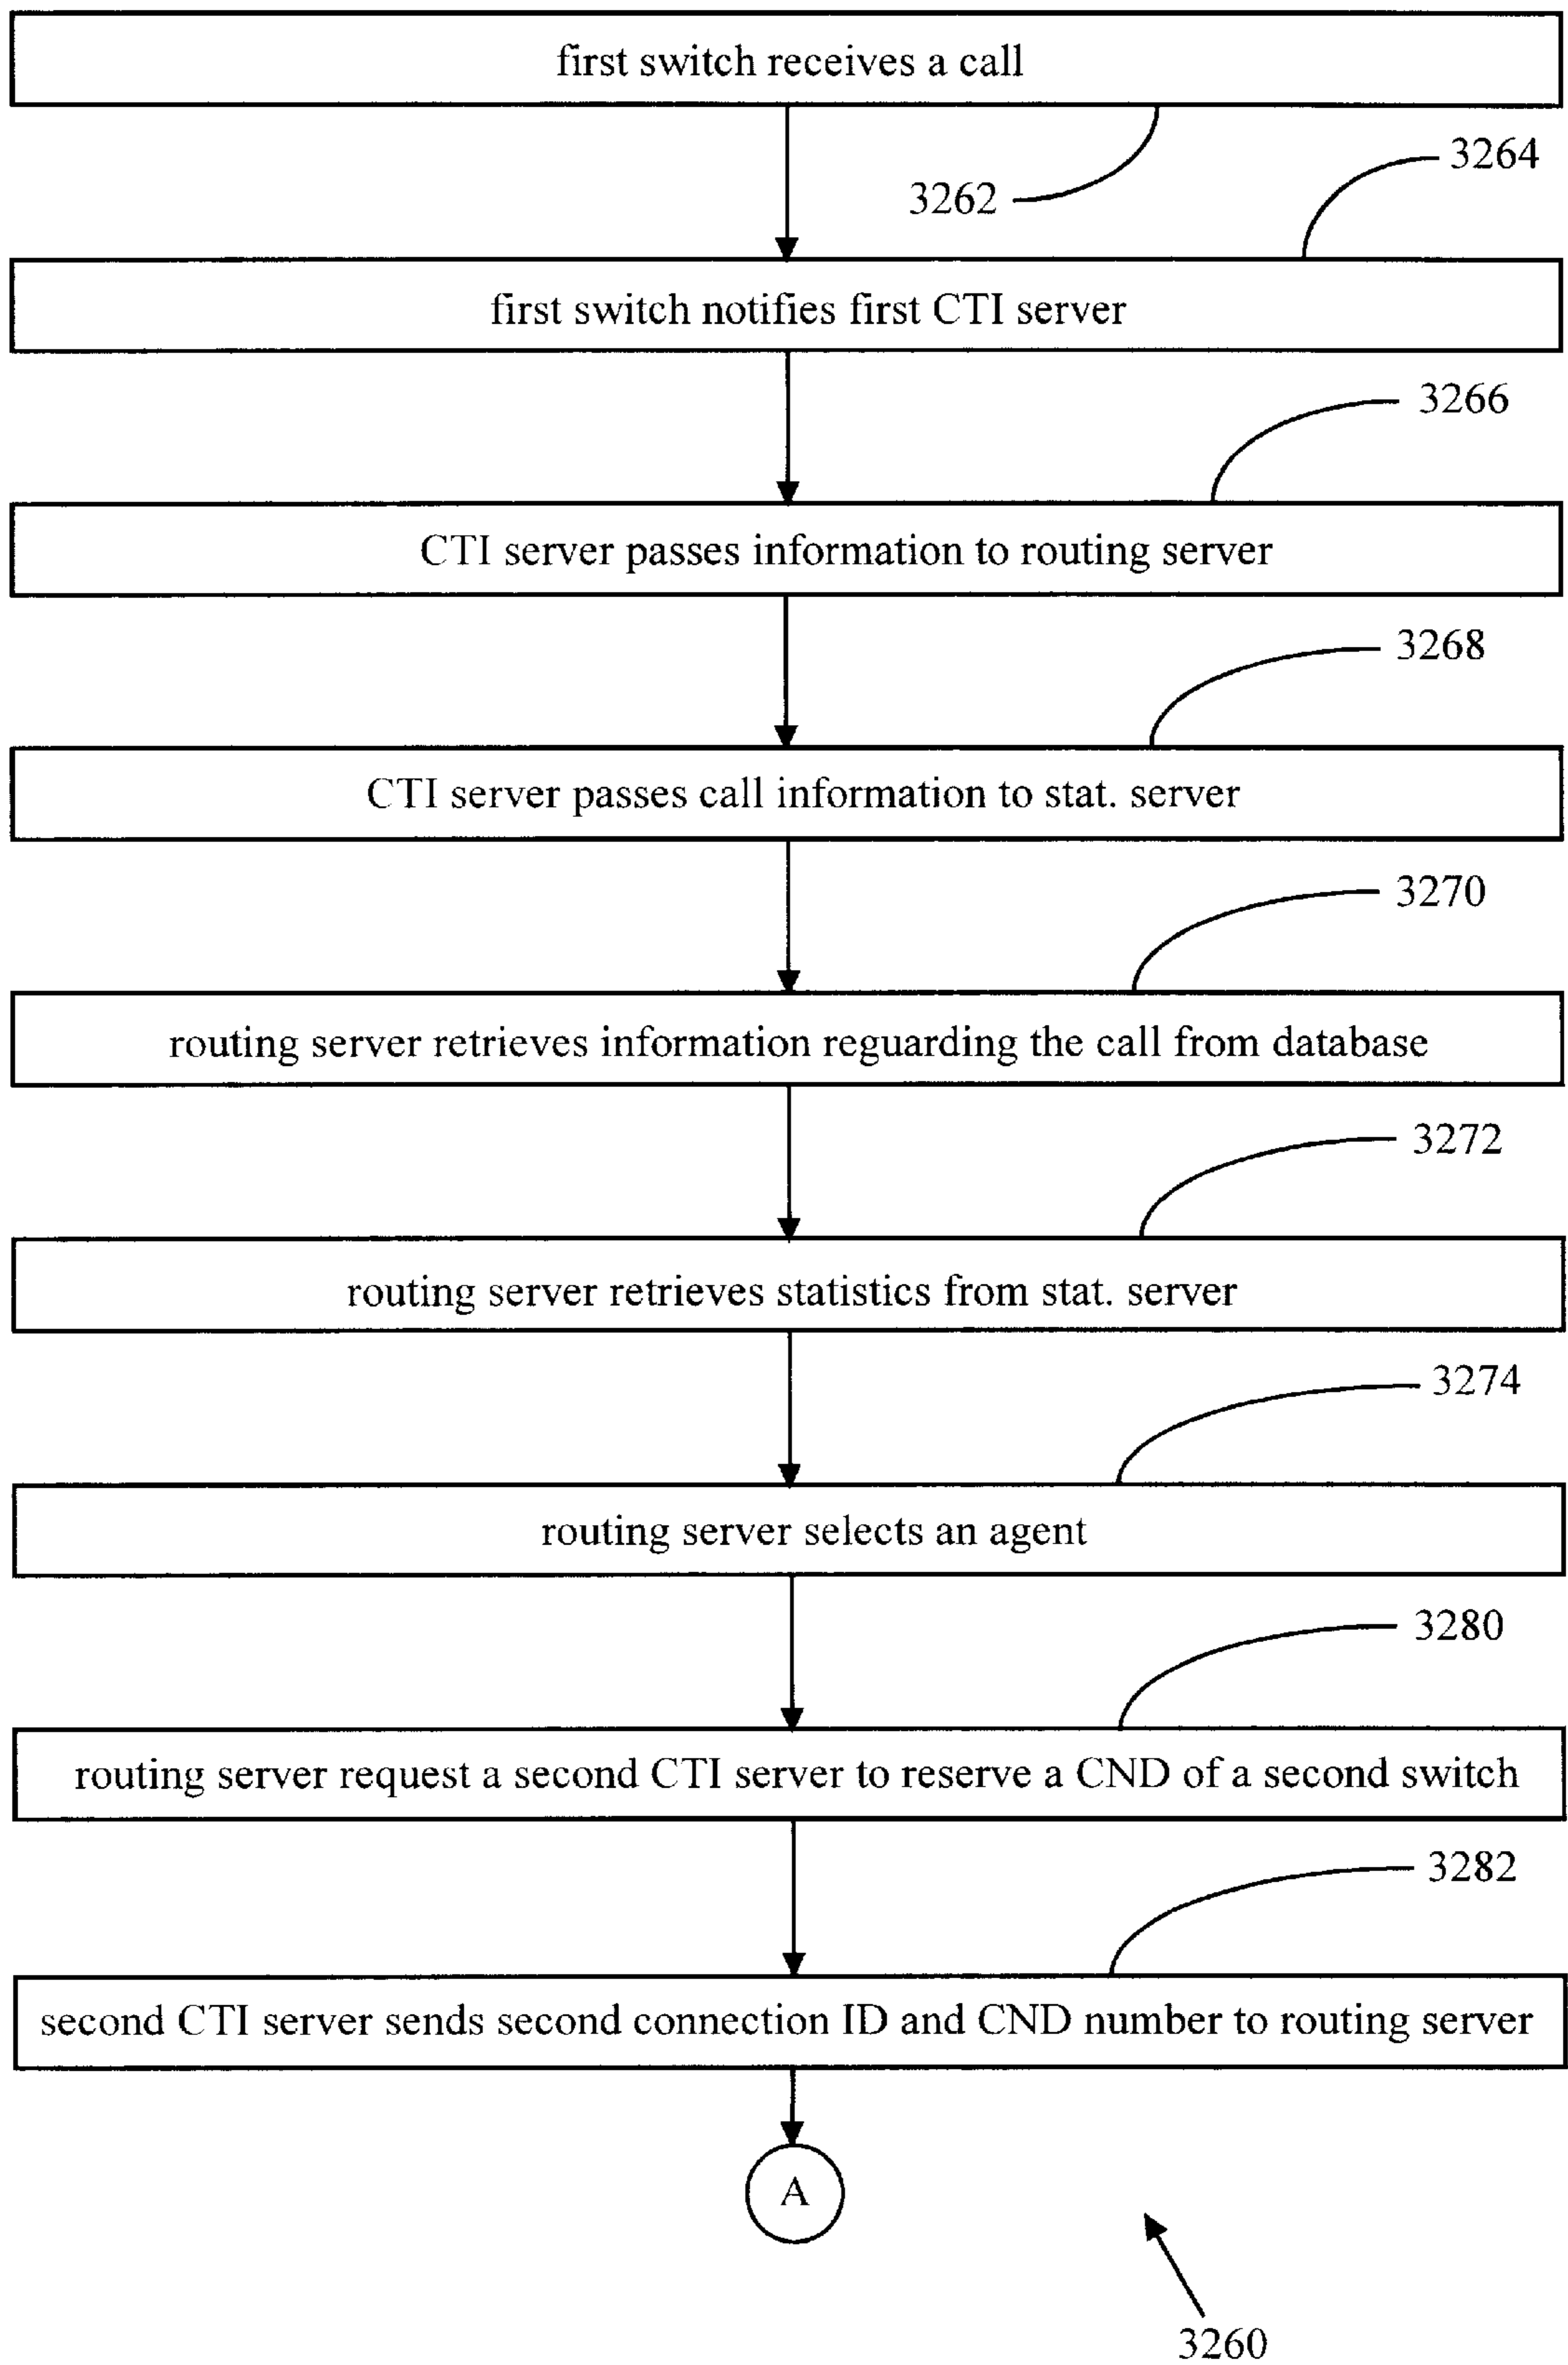 first switch receives a call
3262
3264
first switch notifies first CTI server
3266
CTI server passes information to routing server
3268
CTI server passes call information to stat. server
3270
routing server retrieves information reguarding the call from database
3272
routing server retrieves statistics from stat. server
3274
routing server selects an agent
3280
routing server request a second CTI server to reserve a CND of a second switch
3282
second CTI server sends second connection ID and CND number to routing server
A
3260